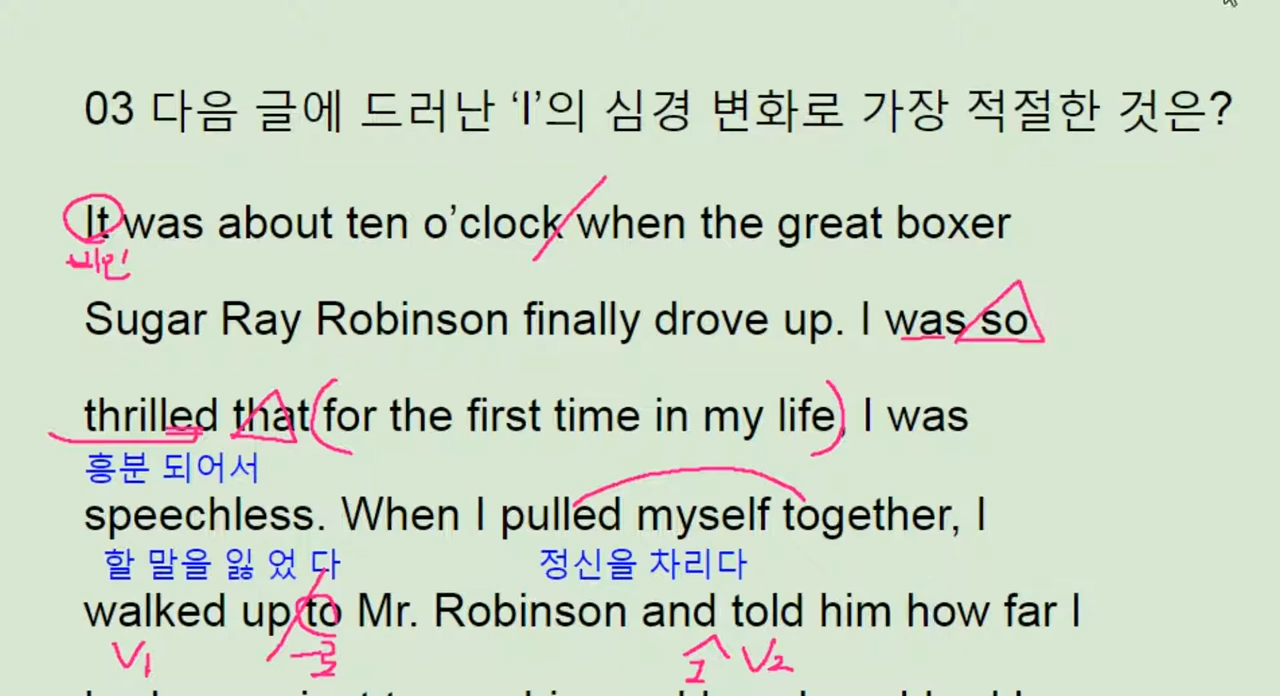 03 다음 글에 드러난 ‘I’의 심경 변화로 가장 적절한 것은?
It was about ten o’clock when the great boxer
비인
Sugar Ray Robinson finally drove up. I was so
thrilled that for the first time in my life, I was
흥분 되어서
speechless. When I pulled myself together, I
할 말을 잃 었 다 정신을 차리다
walked up to Mr. Robinson and told him how far I
V1 로 1 V2